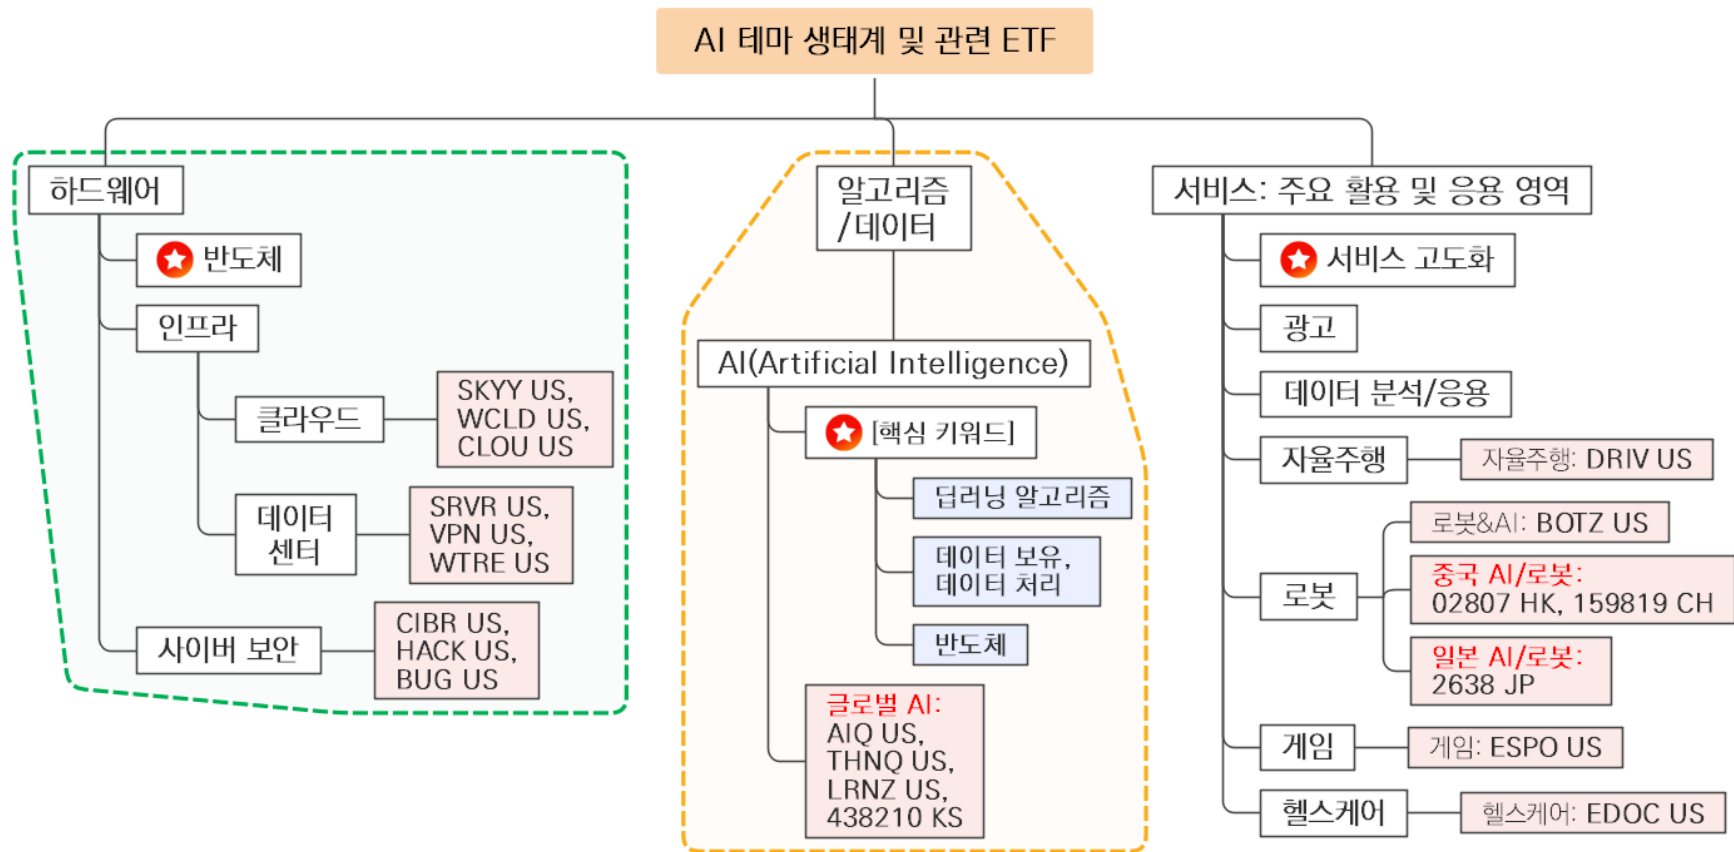 AI 테마 생태계 및 관련 ETF
하드웨어
반도체
인프라
클라우드
SKYY US,
WCLD US,
CLOU US
데이터
센터
SRVR US,
VPN US,
WTRE US
사이버 보안
CIBR US,
HACK US,
BUG US
알고리즘
/데이터
AI(Artificial Intelligence)
[핵심 키워드]
딥러닝 알고리즘
데이터 보유,
데이터 처리
반도체
글로벌 AI:
AIQ US,
THNQ US,
LRNZ US,
438210 KS
서비스: 주요 활용 및 응용 영역
서비스 고도화
광고
데이터 분석/응용
자율주행
자율주행: DRIV US
로봇
로봇&AI: BOTZ US
중국 AI/로봇:
02807 HK, 159819 CH
일본 AI/로봇:
2638 JP
게임
게임: ESPO US
헬스케어
헬스케어: EDOC US